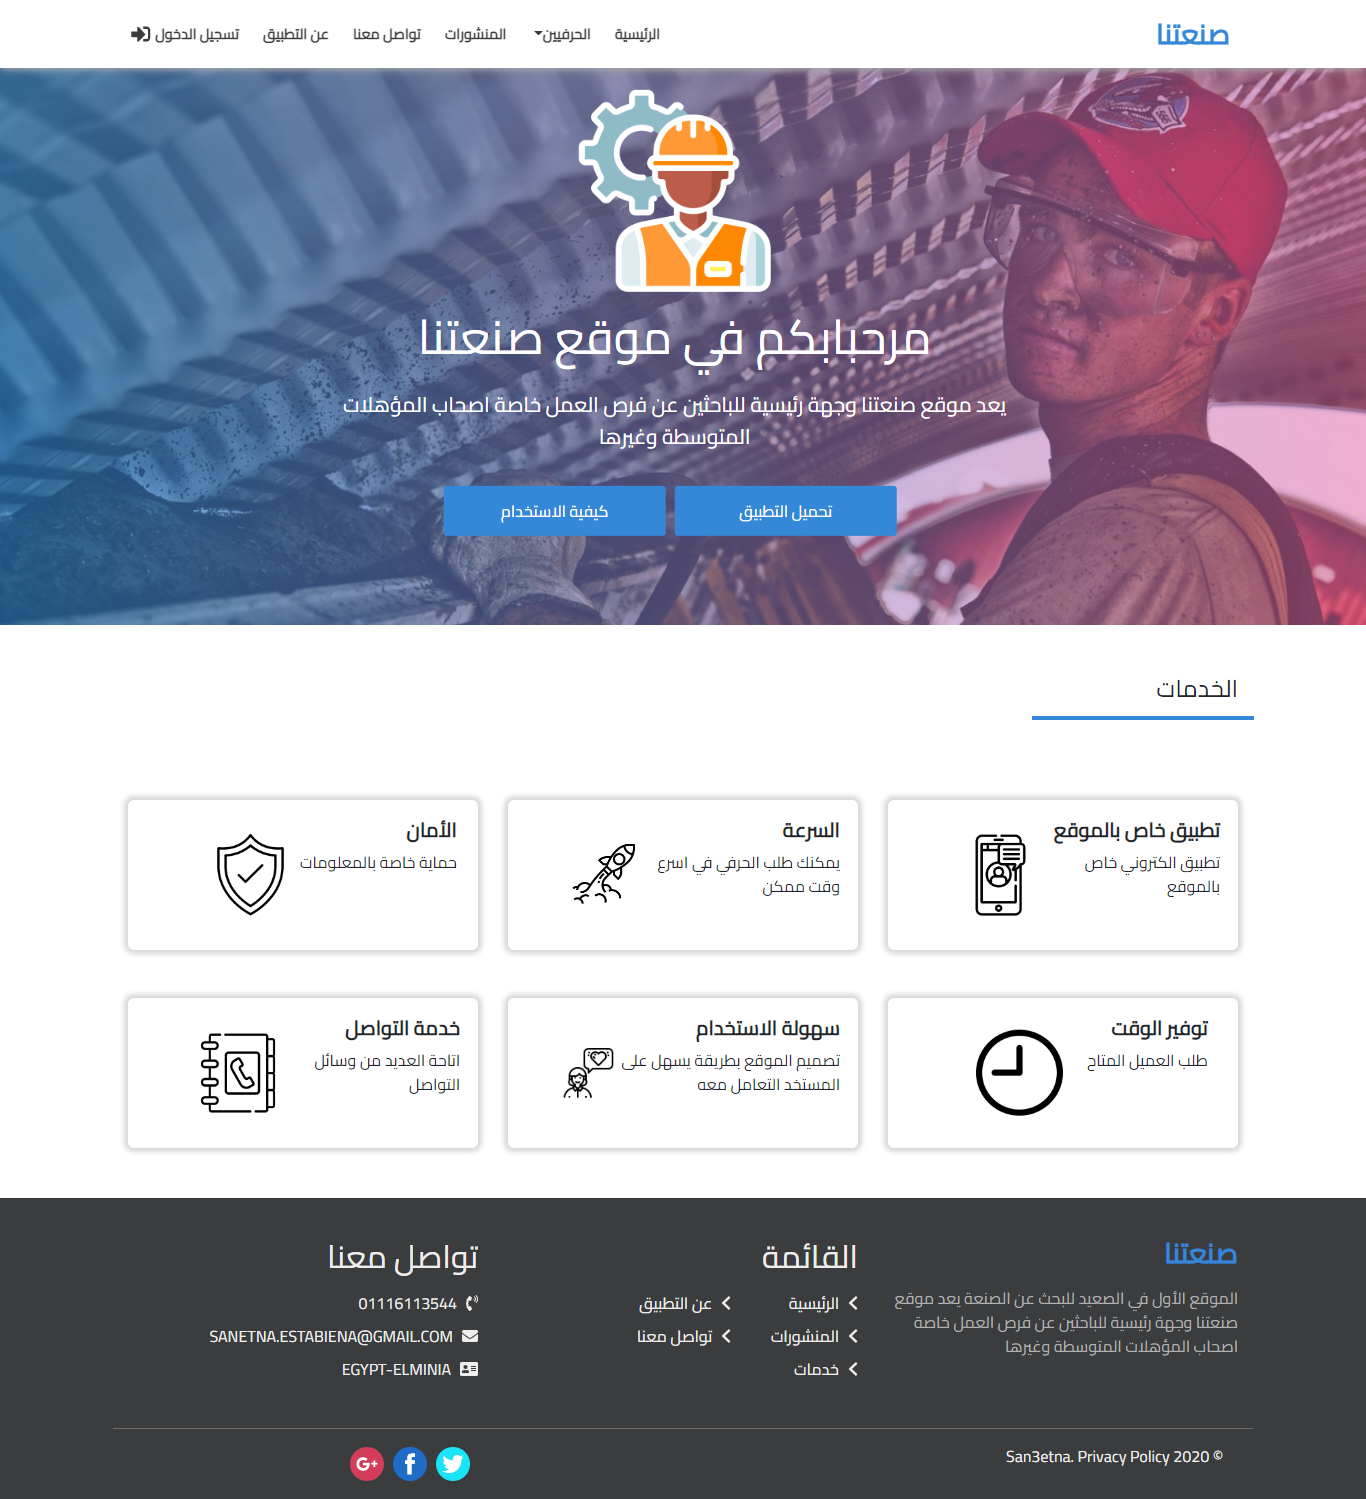 صنعتنا
الرئيسية
الحرفيين
المنشورات
تواصل معنا
عن التطبيق
تسجيل الدخول
مرحبابكم في موقع صنعتنا
يعد موقع صنعتنا وجهة رئيسية للباحثين عن فرص العمل خاصة اصحاب المؤهلات
المتوسطة وغيرها
تحميل التطبيق
كيفية الاستخدام
الخدمات
تطبيق خاص بالموقع
تطبيق الكتروني خاص
بالموقع
السرعة
يمكنك طلب الحرفي في اسرع
وقت ممكن
الأمان
حماية خاصة بالمعلومات
توفير الوقت
طلب العميل المتاح
سهولة الاستخدام
تصميم الموقع بطريقة يسهل على
المستخد التعامل معه
خدمة التواصل
اتاحة العديد من وسائل
التواصل
صنعتنا
الموقع الأول في الصعيد للبحث عن الصنعة يعد موقع
صنعتنا وجهة رئيسية للباحثين عن فرص العمل خاصة
اصحاب المؤهلات المتوسطة وغيرها
القائمة
الرئيسية
المنشورات
خدمات
عن التطبيق
تواصل معنا
تواصل معنا
01116113544
SANETNA.ESTABIENA@GMAIL.COM
EGYPT-ELMINIA
San3etna. Privacy Policy 2020 ©